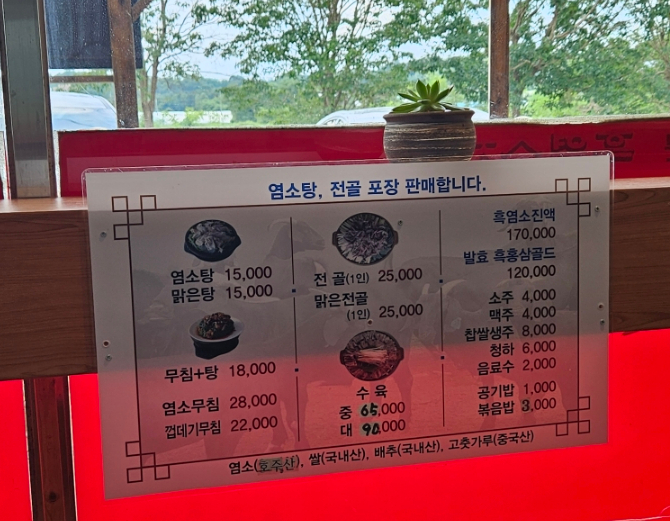 염소탕, 전골 포장 판매합니다.
염소탕 15,000
맑은탕 15,000
무침+탕 18,000
염소무침 28,000
껍데기무침 22,000
전 골(1인) 25,000
맑은전골
(1인) 25,000
수 육
중 65,000
대 90,000
흑염소진액
170,000
발효 흑홍삼골드
120,000
소주 4,000
맥주 4,000
찹쌀생주 8,000
청하 6,000
음료수 2,000
공기밥 1,000
볶음밥 3,000
염소(호주산), 쌀(국내산), 배추(국내산), 고춧가루(중국산)